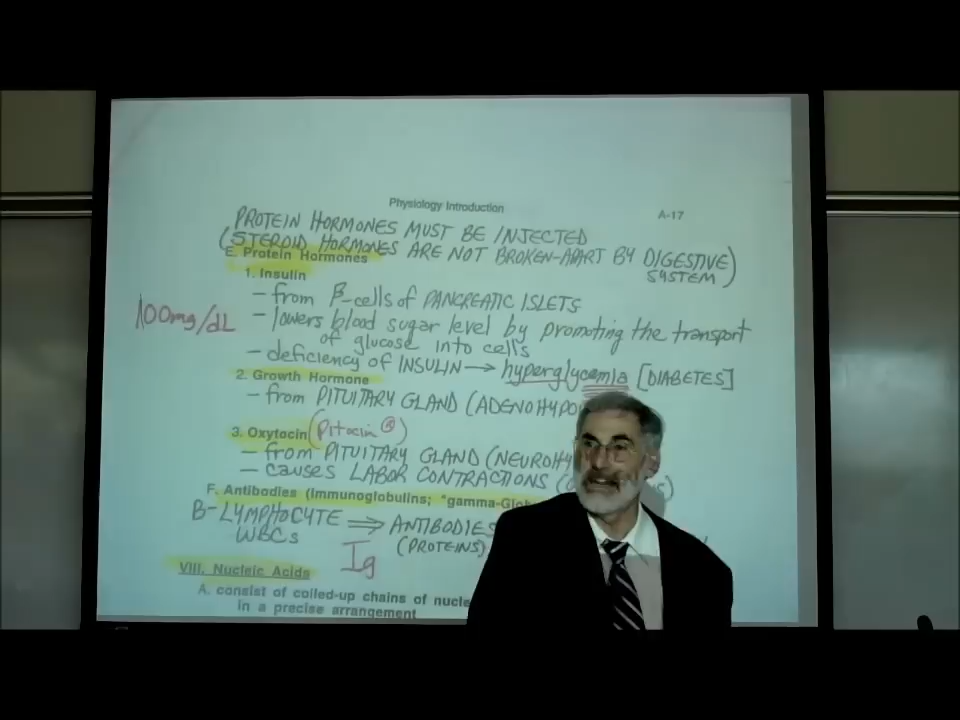 Physiology Introduction
A-17
PROTEIN HORMONES MUST BE INJECTED
(STEROID HORMONES ARE NOT BROKEN-APART BY DIGESTIVE SYSTEM)
E. Protein Hormones
1. Insulin
– from β-cells of PANCREATIC ISLETS
100mg/dL
– lowers blood sugar level by promoting the transport
of glucose into cells
– deficiency of INSULIN → hyperglycemia [DIABETES]
2. Growth Hormone
– from PITUITARY GLAND (ADENOHYPO
3. Oxytocin (Pitocin ®)
– from PITUITARY GLAND (NEUROHY
– causes LABOR CONTRACTIONS (
F. Antibodies (Immunoglobulins; "gamma-Glo
B-LYMPHOCYTE ⇒ ANTIBODIES
WBCs
(PROTEINS)
Ig
VIII. Nucleic Acids
A. consist of coiled-up chains of nucle
in a precise arrangement